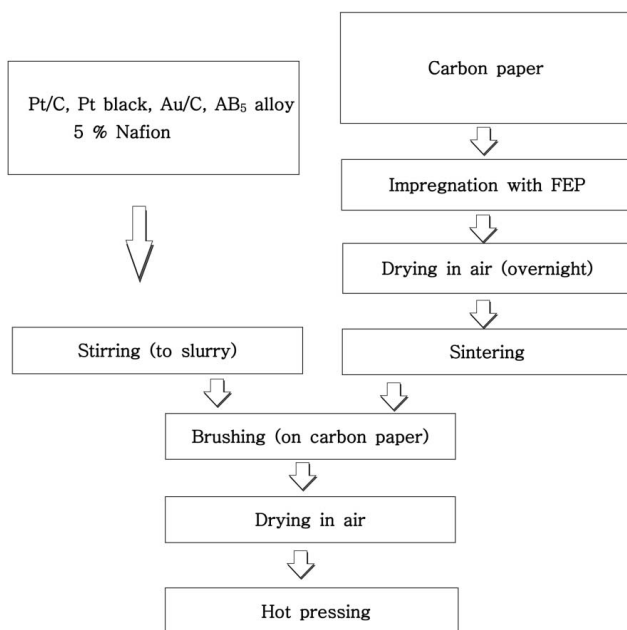 Pt/C, Pt black, Au/C, AB₅ alloy
5 % Nafion
Carbon paper
Impregnation with FEP
Drying in air (overnight)
Stirring (to slurry)
Sintering
Brushing (on carbon paper)
Drying in air
Hot pressing